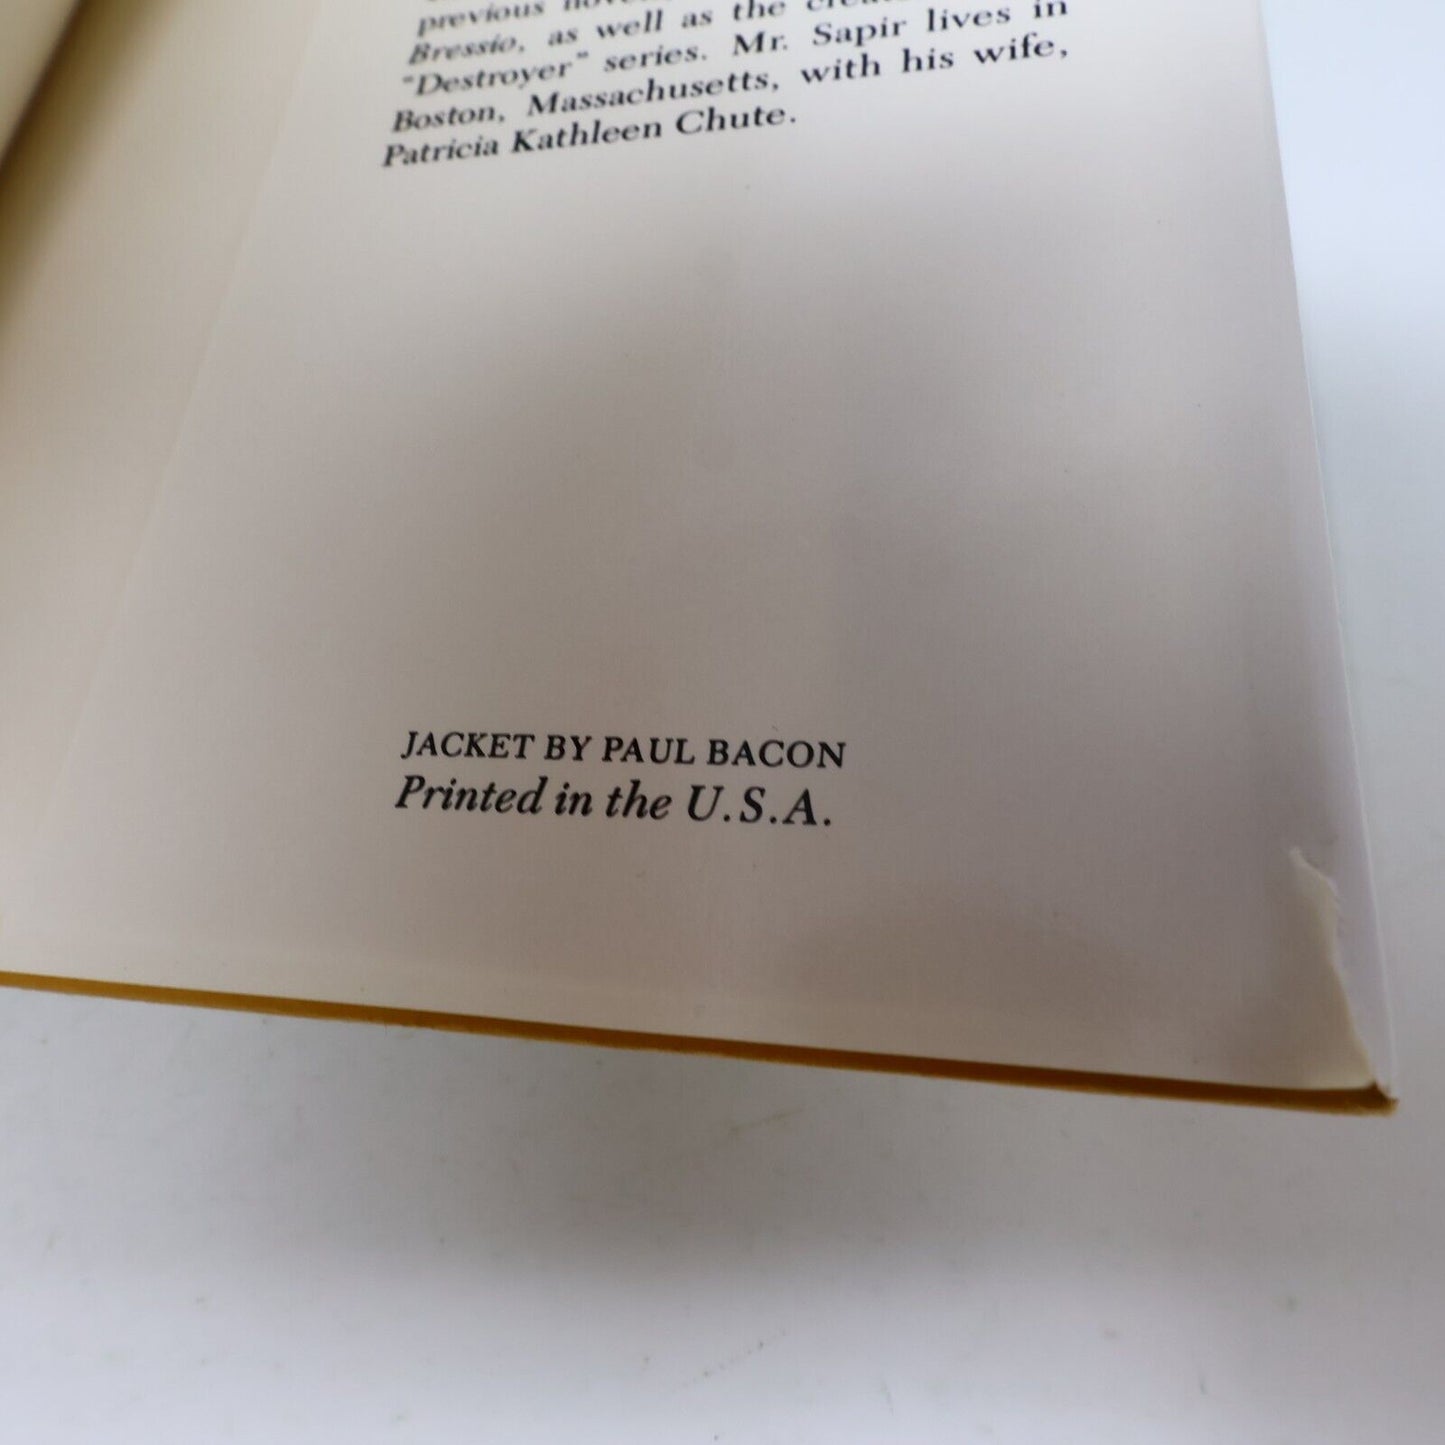 previous
Bressio, as well as the
"Destroyer" series. Mr. Sapir lives in
Boston, Massachusetts, with his wife,
Patricia Kathleen Chute.
JACKET BY PAUL BACON
Printed in the U.S.A.